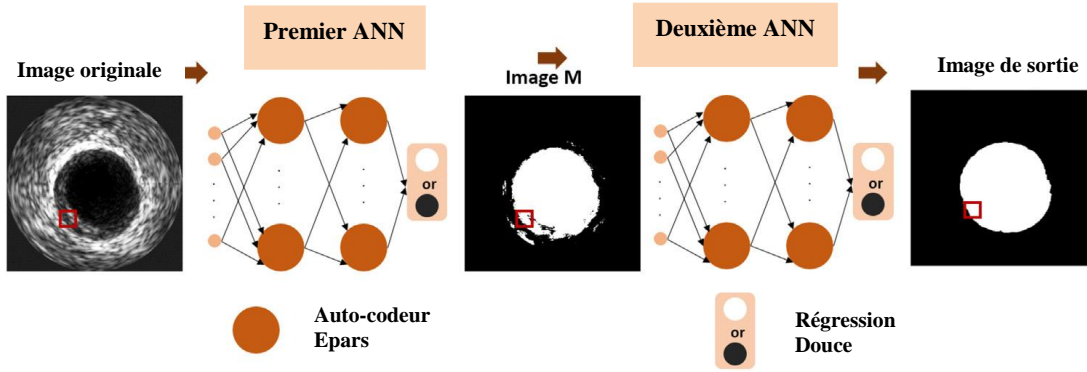 Premier ANN
Deuxième ANN
Image originale
Image M
Image de sortie
or
or
Auto-codeur
Epars
or
Régression
Douce